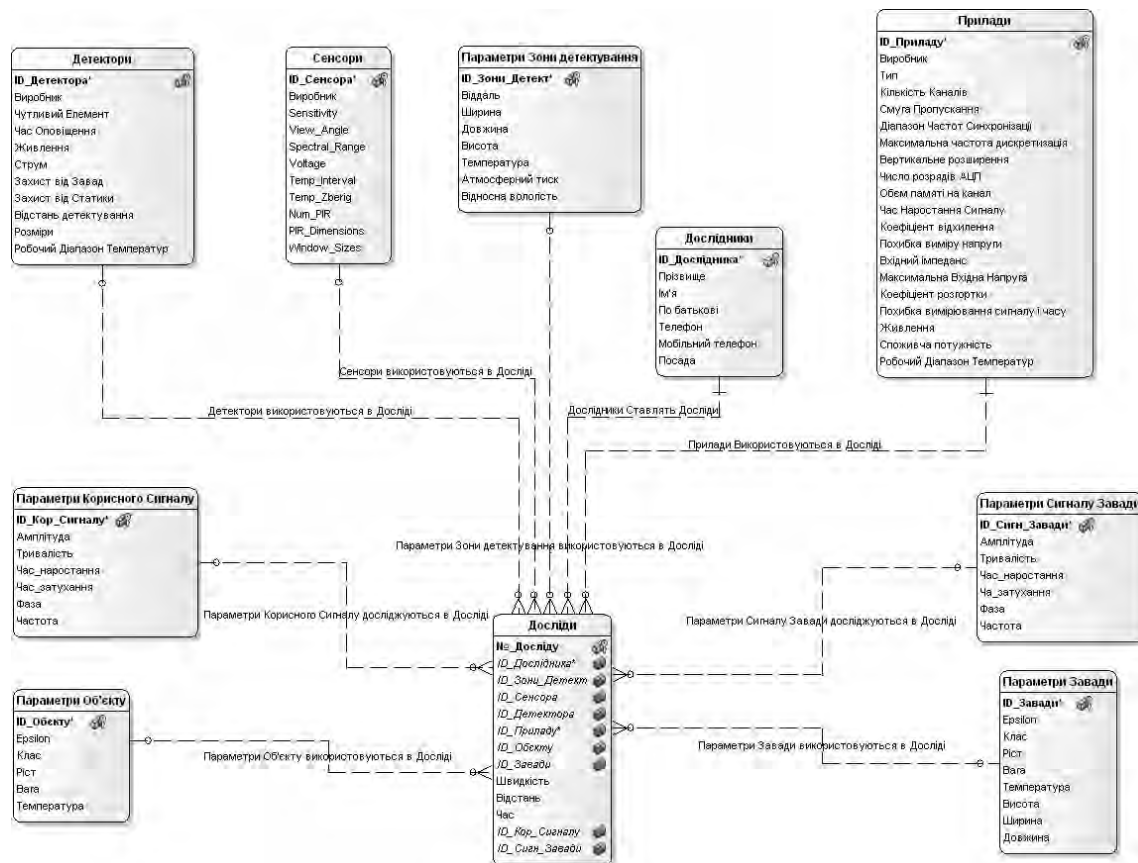 Детектори
ID_Детектора*
Виробник
Чутливий Елемент
Час Оповіщення
Живлення
Струм
Захист від Завад
Захист від Статики
Відстань детектування
Розміри
Робочий Діапазон Температур
Сенсори
ID_Сенсора*
Виробник
Sensitivity
View_Angle
Spectral_Range
Voltage
Temp_Interval
Temp_Zberig
Num_PIR
PIR_Dimensions
Window_Sizes
Параметри Зони детектування
ID_Зони_Детект*
Віддаль
Ширина
Довжина
Висота
Температура
Атмосферний тиск
Відносна вологість
Дослідники
ID_Дослідника*
Прізвище
Ім'я
По батькові
Телефон
Мобільний телефон
Посада
Прилади
ID_Приладу*
Виробник
Тип
Кількість Каналів
Смуга Пропускання
Діапазон Частот Синхронізації
Максимальна частота дискретизація
Вертикальне розширення
Число розрядів АЦП
Обєм памяті на канал
Час Наростання Сигналу
Коефіцієнт відхилення
Похибка виміру напруги
Вхідний імпеданс
Максимальна Вхідна Напруга
Коефіцієнт розгортки
Похибка вимірювання сигналу і часу
Живлення
Споживча потужність
Робочий Діапазон Температур
Сенсори використовуються в Досліді
Детектори використовуються в Досліді
Дослідники Ставлять Досліди
Прилади Використовуються в Досліді
Параметри Корисного Сигналу
ID_Кор_Сигналу*
Амплітуда
Тривалість
Час_наростання
Час_затухання
Фаза
Частота
Параметри Зони детектування використовуються в Досліді
Параметри Корисного Сигналу досліджуються в Досліді
Параметри Сигналу Завади
ID_Сигн_Завади*
Амплітуда
Тривалість
Час_наростання
Ча_затухання
Фаза
Частота
Параметри Сигналу Завади досліджуються в Досліді
Досліди
№_Досліду
ID_Дослідника*
ID_Зони_Детект
ID_Сенсора
ID_Детектора
ID_Приладу*
ID_Обєкту
ID_Завади
Швидкість
Відстань
Час
ID_Кор_Сигналу
ID_Сигн_Завади
Параметри Об'єкту
ID_Обєкту*
Epsilon
Клас
Ріст
Вага
Температура
Параметри Об'єкту використовуються в Досліді
Параметри Завади використовуються в Досліді
Параметри Завади
ID_Завади*
Epsilon
Клас
Ріст
Вага
Температура
Висота
Ширина
Довжина